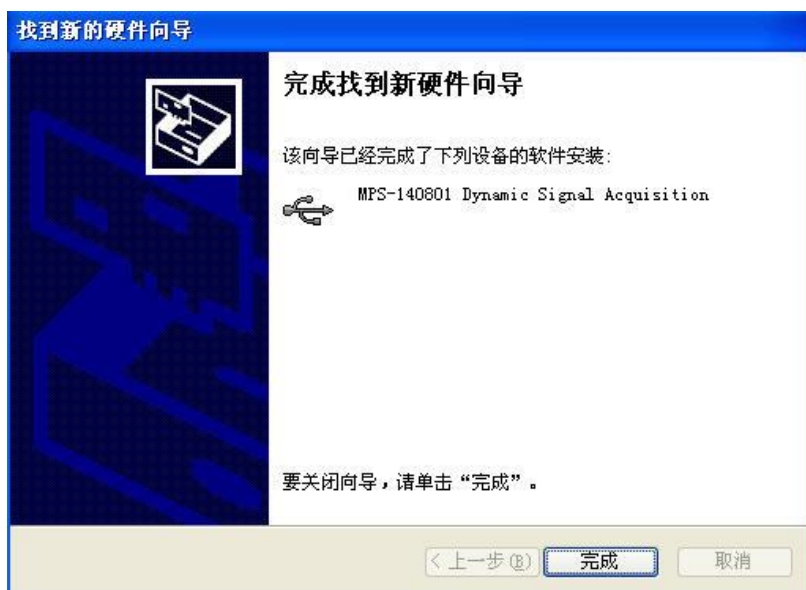 找到新的硬件向导
完成找到新硬件向导
该向导已经完成了下列设备的软件安装:
MPS-140801 Dynamic Signal Acquisition
要关闭向导，请单击“完成”。
< 上一步(B)
完成
取消